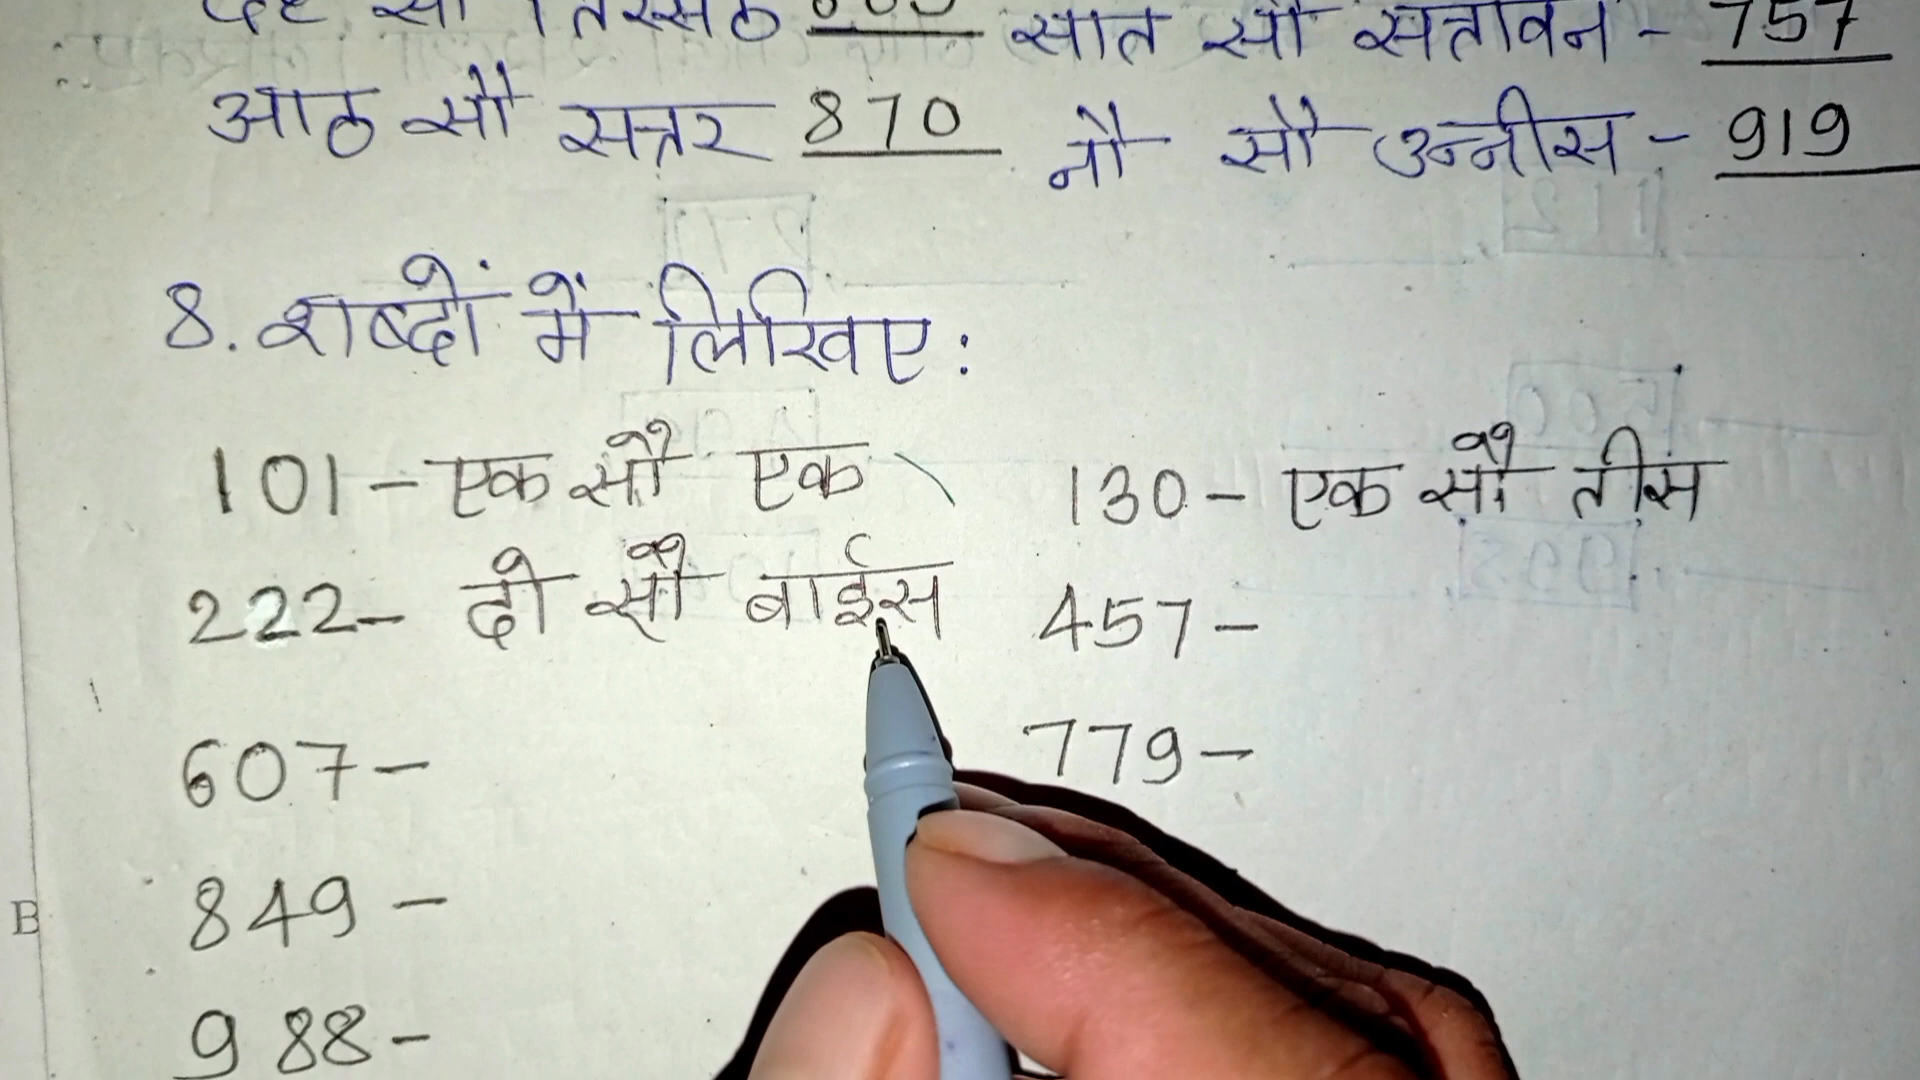 सौ तिरसठ सात सौ सत्तावन - 757
आठ सौ सत्तर 870 नौ सौ उन्नीस - 919
8. शब्दों में लिखिए:
101 - एक सौ एक 130 - एक सौ तीस
222 - दो सौ बाईस 457 -
607 - 779 -
849 -
988 -
B